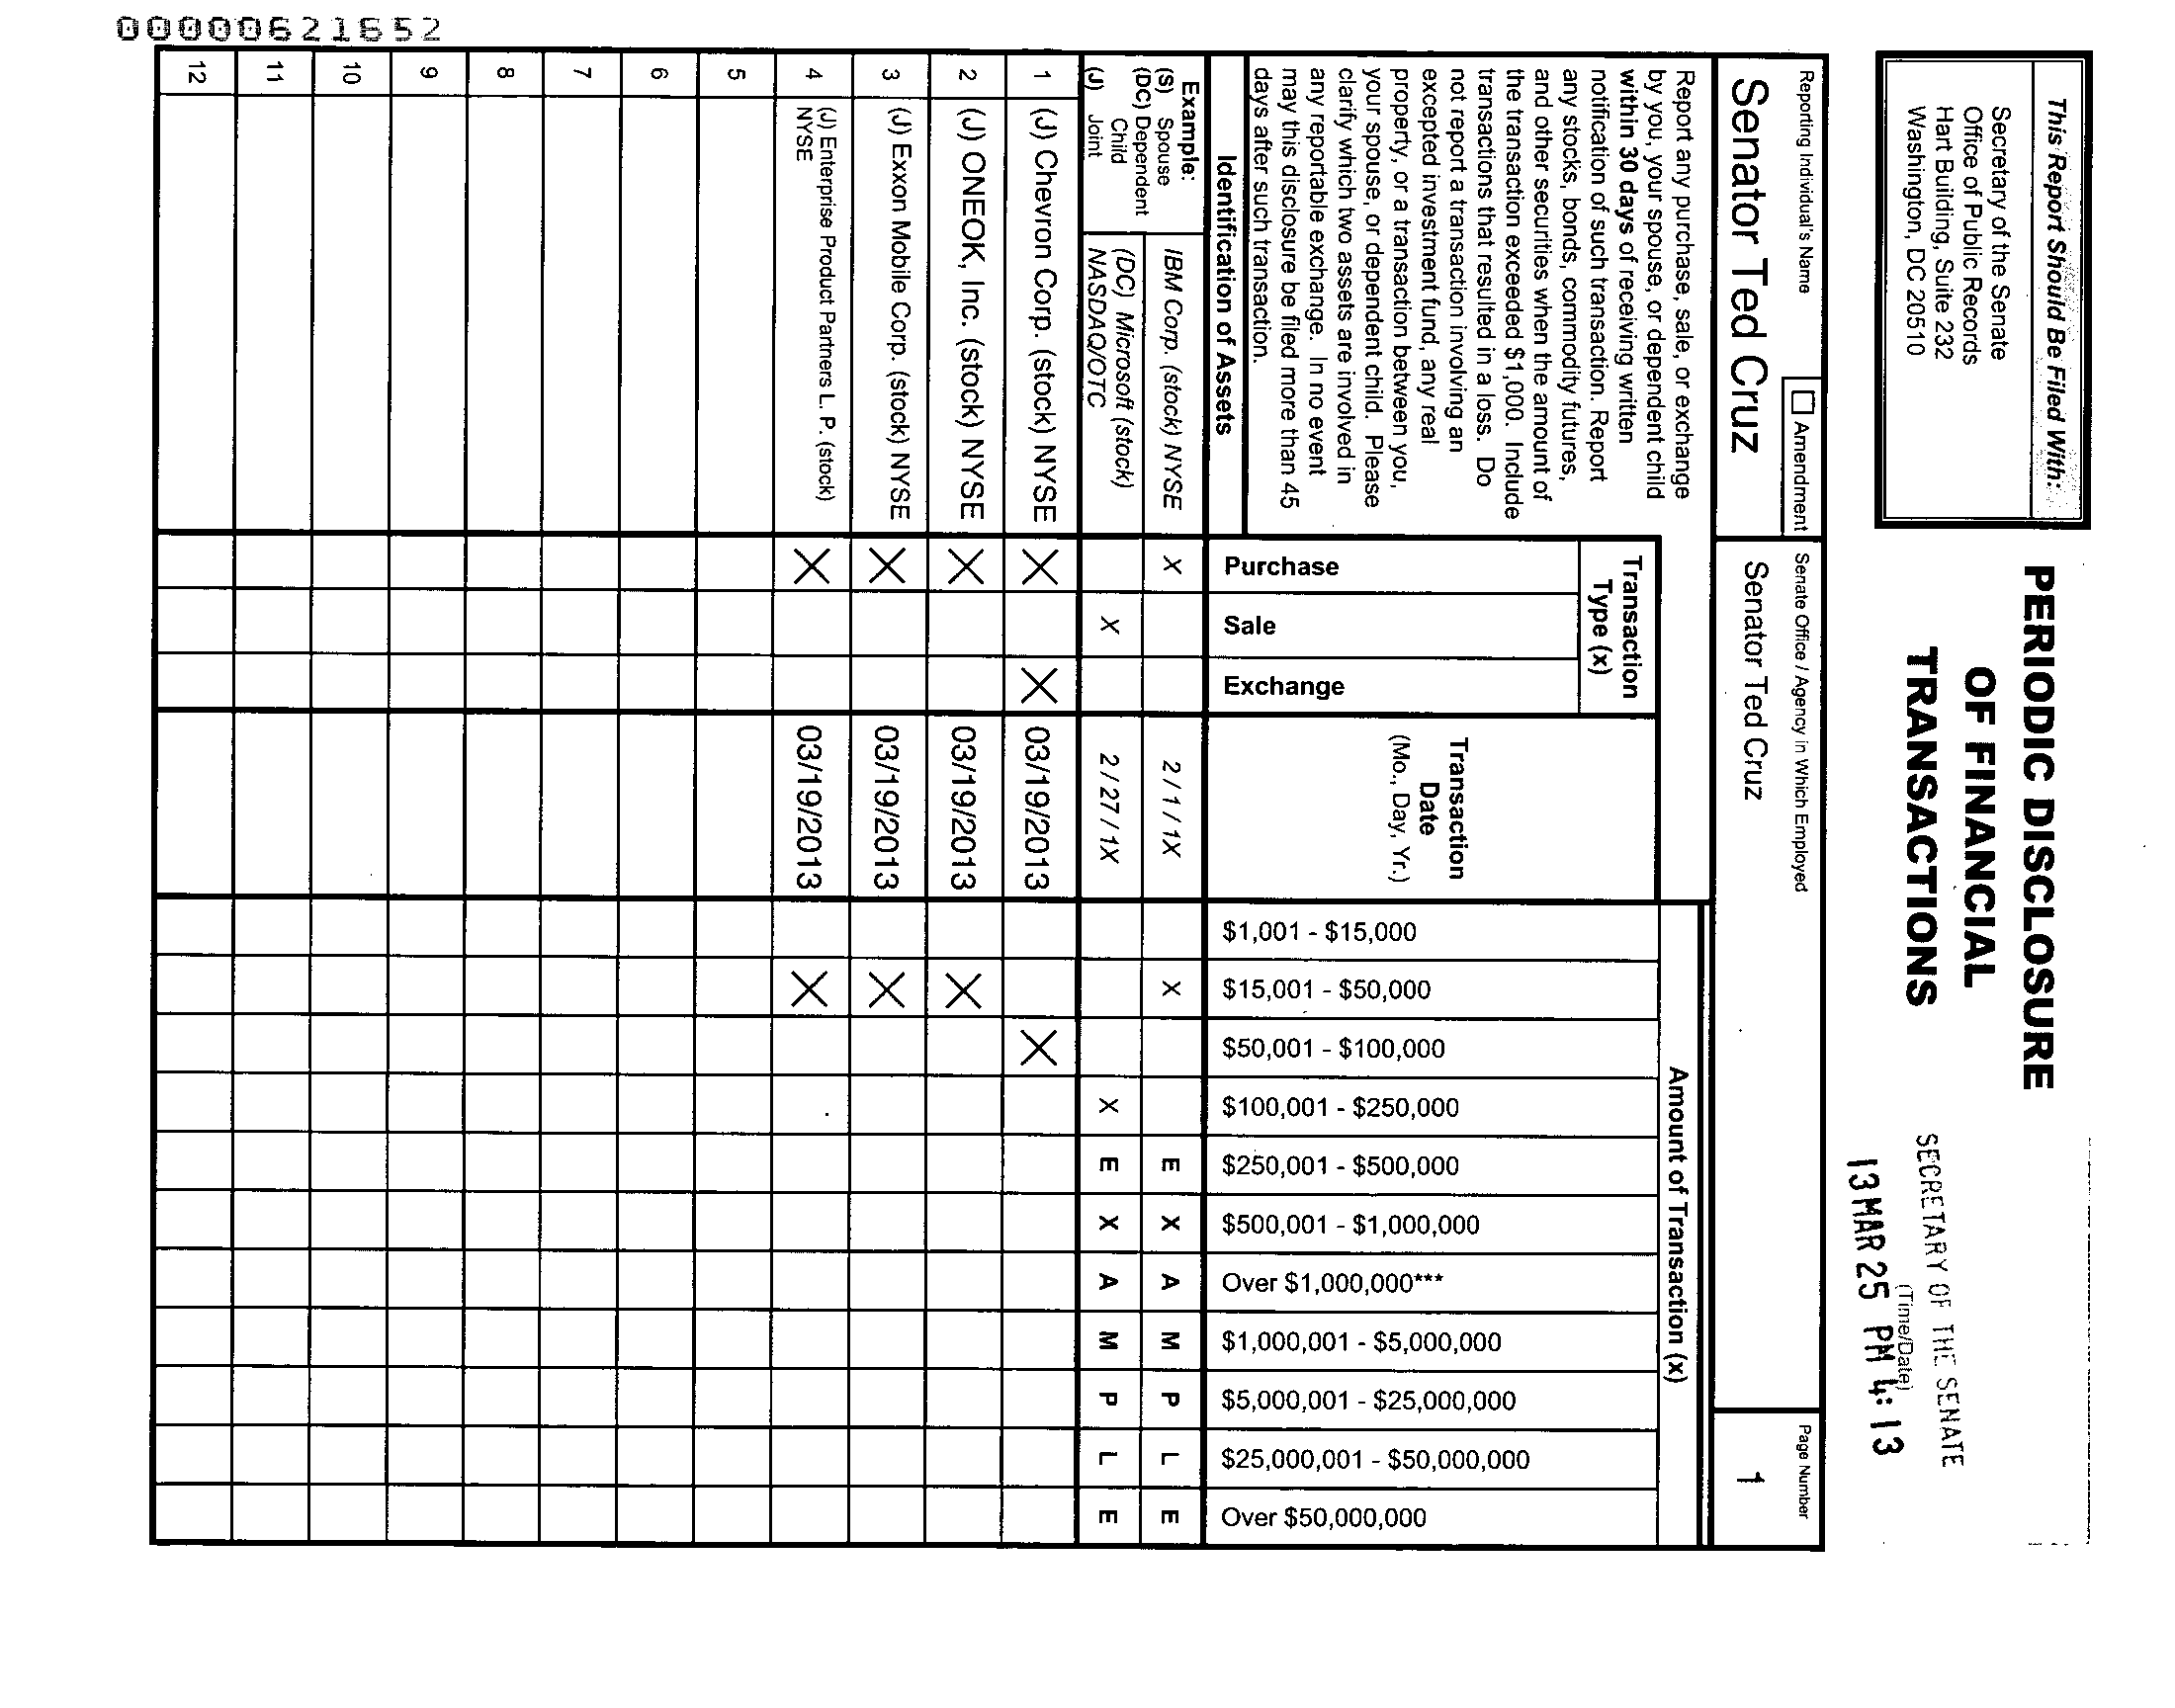 This Report Should Be Filed With:
Secretary of the Senate
Office of Public Records
Hart Building, Suite 232
Washington, DC 20510
PERIODIC DISCLOSURE
OF FINANCIAL
TRANSACTIONS
SECRETARY OF THE SENATE
(Time/Date)
13 MAR 25 PM 4:13
Reporting Individual's Name
Amendment
Senate Office / Agency in Which Employed
Page Number
Senator Ted Cruz
Senator Ted Cruz
1
Report any purchase, sale, or exchange
by you, your spouse, or dependent child
within 30 days of receiving written
notification of such transaction. Report
any stocks, bonds, commodity futures,
and other securities when the amount of
the transaction exceeded $1,000. Include
transactions that resulted in a loss. Do
not report a transaction involving an
excepted investment fund, any real
property, or a transaction between you,
your spouse, or dependent child. Please
clarify which two assets are involved in
any reportable exchange. In no event
may this disclosure be filed more than 45
days after such transaction.
Identification of Assets
Transaction
Type (x)
Purchase
Sale
Exchange
Transaction
Date
(Mo., Day, Yr.)
Amount of Transaction (x)
$1,001 - $15,000
$15,001 - $50,000
$50,001 - $100,000
$100,001 - $250,000
$250,001 - $500,000
$500,001 - $1,000,000
Over $1,000,000***
$1,000,001 - $5,000,000
$5,000,001 - $25,000,000
$25,000,001 - $50,000,000
Over $50,000,000
Example:
(S) Spouse
(DC) Dependent
Child
(J) Joint
IBM Corp. (stock) NYSE X 2 / 1 / 1X X E X A M P L E
(DC) Microsoft (stock)
NASDAQ/OTC X 2 / 27 / 1X X E X A M P L E
1 (J) Chevron Corp. (stock) NYSE X X 03/19/2013 X
2 (J) ONEOK, Inc. (stock) NYSE X 03/19/2013 X
3 (J) Exxon Mobile Corp. (stock) NYSE X 03/19/2013 X
4 (J) Enterprise Product Partners L. P. (stock)
NYSE X 03/19/2013 X
5
6
7
8
9
10
11
12
00000621652